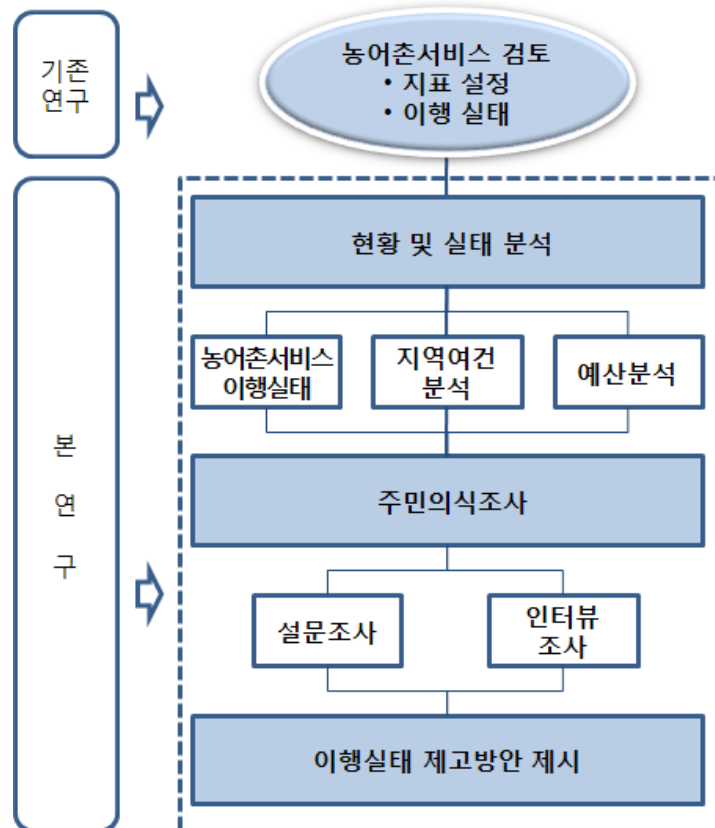 기존
연구
농어촌서비스 검토
• 지표 설정
• 이행 실태
현황 및 실태 분석
농어촌서비스
이행실태
지역여건
분석
예산분석
본
연
구
주민의식조사
설문조사
인터뷰
조사
이행실태 제고방안 제시